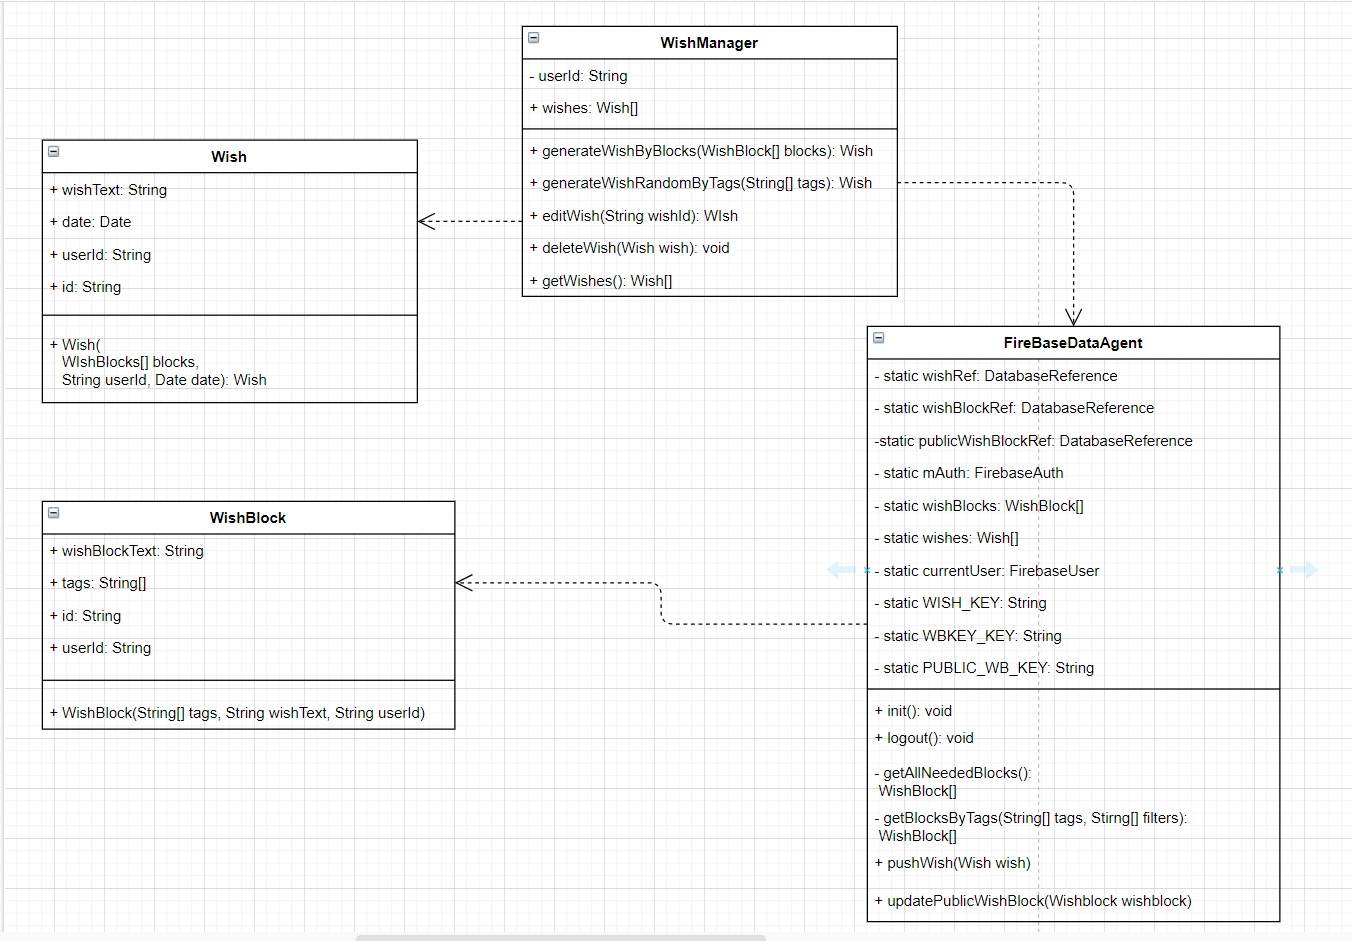 WishManager
- userId: String
+ wishes: Wish[]
+ generateWishByBlocks(WishBlock[] blocks): Wish
+ generateWishRandomByTags(String[] tags): Wish
+ editWish(String wishId): WIsh
+ deleteWish(Wish wish): void
+ getWishes(): Wish[]
Wish
+ wishText: String
+ date: Date
+ userId: String
+ id: String
+ Wish(
WIshBlocks[] blocks,
String userId, Date date): Wish
FireBaseDataAgent
- static wishRef: DatabaseReference
- static wishBlockRef: DatabaseReference
-static publicWishBlockRef: DatabaseReference
- static mAuth: FirebaseAuth
- static wishBlocks: WishBlock[]
- static wishes: Wish[]
- static currentUser: FirebaseUser
- static WISH_KEY: String
- static WBKEY_KEY: String
- static PUBLIC_WB_KEY: String
+ init(): void
+ logout(): void
- getAllNeededBlocks():
WishBlock[]
- getBlocksByTags(String[] tags, Stirng[] filters):
WishBlock[]
+ pushWish(Wish wish)
+ updatePublicWishBlock(Wishblock wishblock)
WishBlock
+ wishBlockText: String
+ tags: String[]
+ id: String
+ userId: String
+ WishBlock(String[] tags, String wishText, String userId)